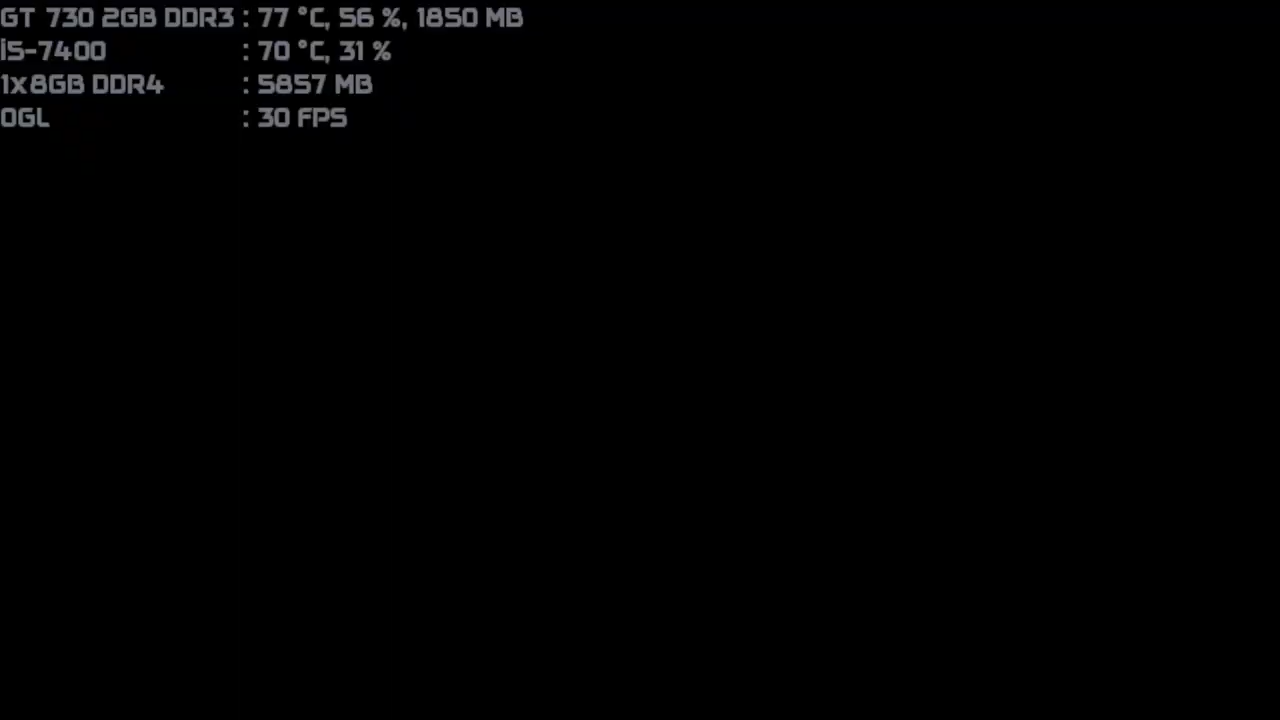 GT 730 2GB DDR3 : 77 °C, 56 %, 1850 MB
i5-7400 : 70 °C, 31 %
1x8GB DDR4 : 5857 MB
OGL : 30 FPS